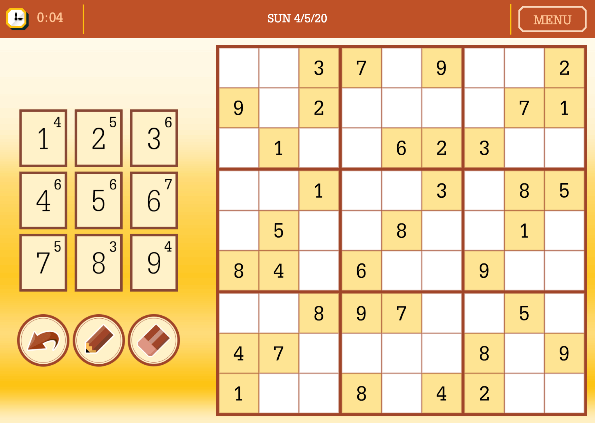 0:04 SUN 4/5/20 MENU
3 7 9 2
9 2 7 1
1 6 2 3
1 3 8 5
5 8 1
8 4 6 9
8 9 7 5
4 7 8 9
1 8 4 2
1 4 2 5 3 6
4 6 5 6 6 7
7 5 8 3 9 4